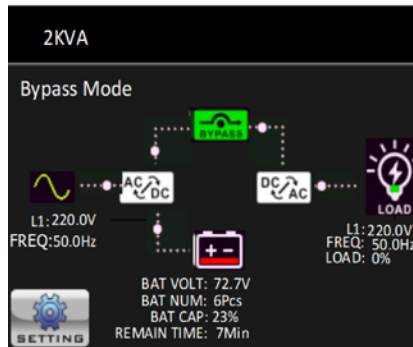 2KVA
Bypass Mode
BYPASS
AC DC
DC AC
LOAD
L1: 220.0V
FREQ:50.0Hz
L1: 220.0V
FREQ: 50.0Hz
LOAD: 0%
+ -
BAT VOLT: 72.7V
BAT NUM: 6Pcs
BAT CAP: 23%
REMAIN TIME: 7Min
SETTING